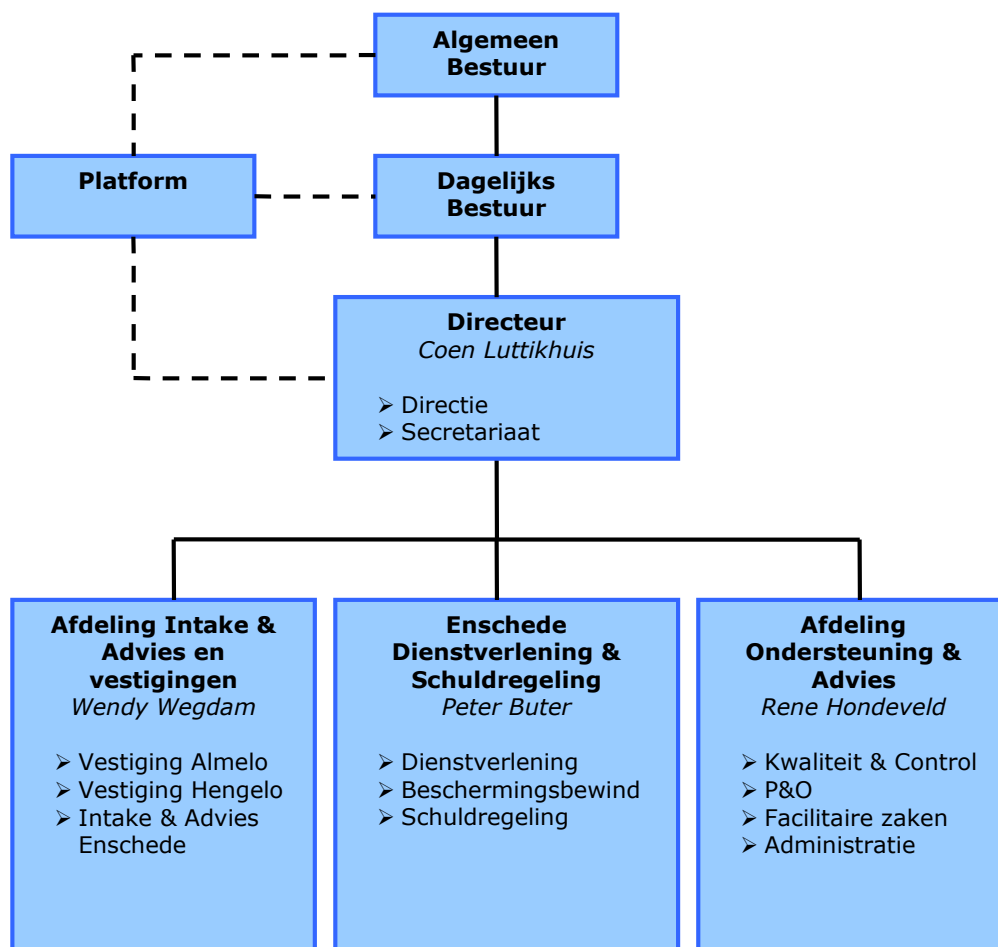 Algemeen
Bestuur
Platform
Dagelijks
Bestuur
Directeur
Coen Luttikhuis
➢ Directie
➢ Secretariaat
Afdeling Intake &
Advies en
vestigingen
Wendy Wegdam
➢ Vestiging Almelo
➢ Vestiging Hengelo
➢ Intake & Advies
Enschede
Enschede
Dienstverlening &
Schuldregeling
Peter Buter
➢ Dienstverlening
➢ Beschermingsbewind
➢ Schuldregeling
Afdeling
Ondersteuning &
Advies
Rene Hondeveld
➢ Kwaliteit & Control
➢ P&O
➢ Facilitaire zaken
➢ Administratie